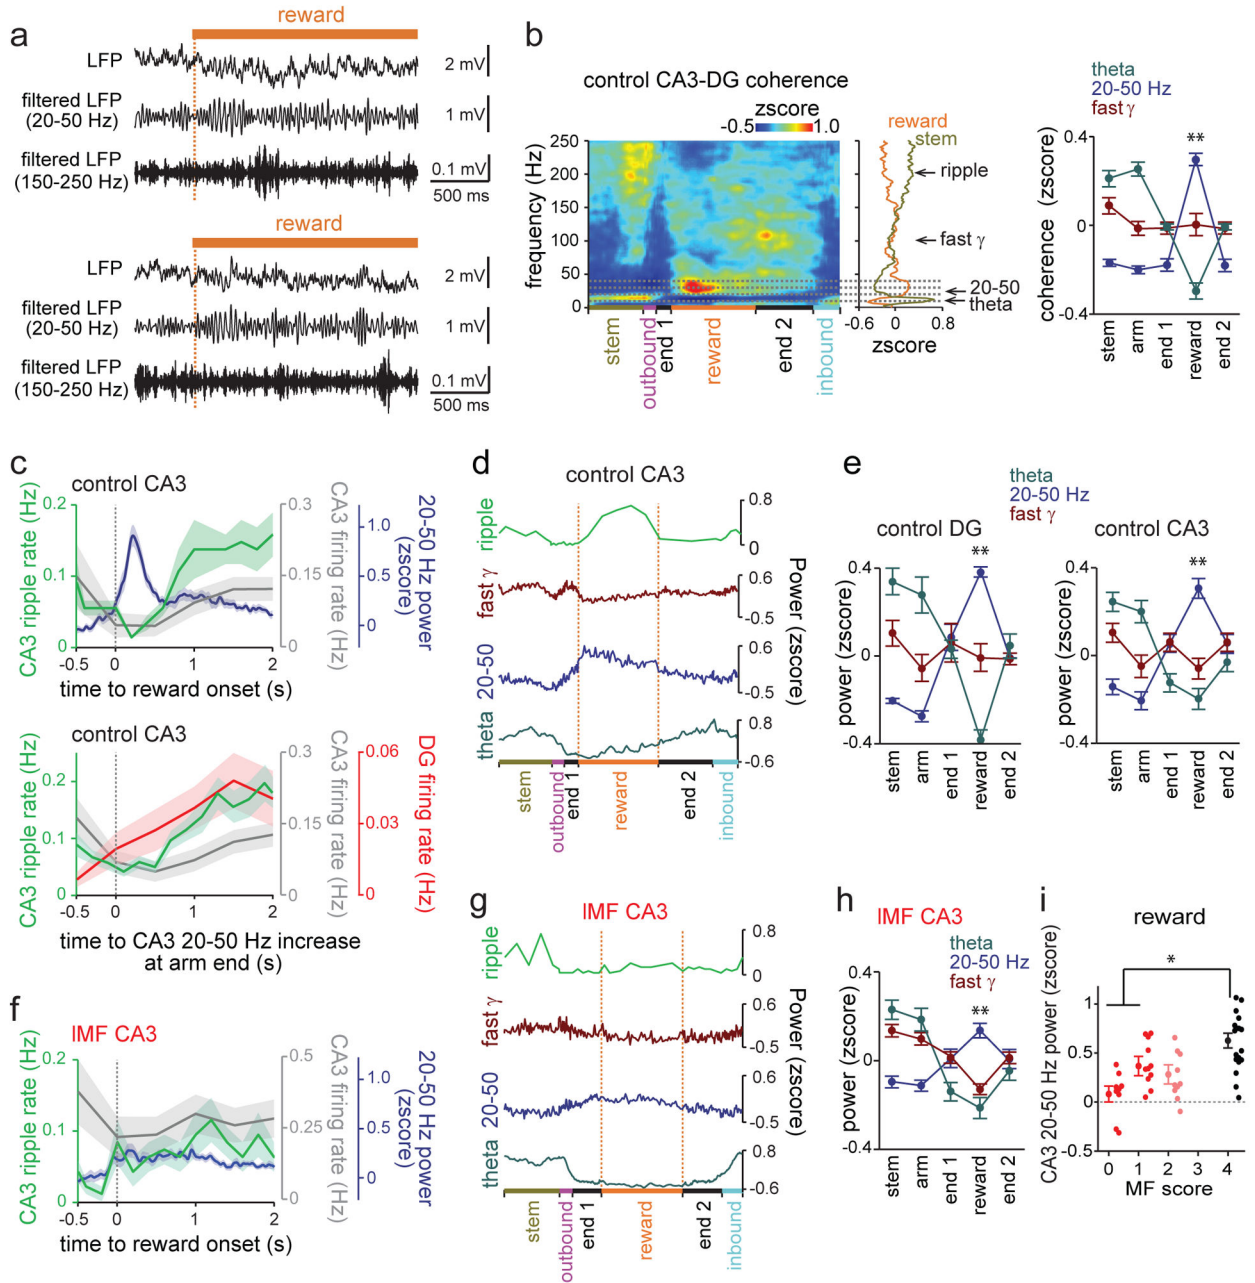 a
reward
LFP
2 mV
filtered LFP
(20-50 Hz)
1 mV
filtered LFP
(150-250 Hz)
0.1 mV
500 ms
reward
LFP
2 mV
filtered LFP
(20-50 Hz)
1 mV
filtered LFP
(150-250 Hz)
0.1 mV
500 ms
b
control CA3-DG coherence
zscore
-0.5
1.0
frequency (Hz)
250
200
150
100
50
0
stem
outbound
end 1
reward
end 2
inbound
reward
stem
ripple
fast γ
20-50
theta
-0.6
0
0.8
zscore
theta
20-50 Hz
fast γ
coherence (zscore)
0.4
0
-0.4
**
stem
arm
end 1
reward
end 2
c
control CA3
CA3 ripple rate (Hz)
0.2
0.1
0
CA3 firing rate (Hz)
0.3
0.15
0
20-50 Hz power
(zscore)
1.0
0.5
0
-0.5
0
1
2
time to reward onset (s)
control CA3
CA3 ripple rate (Hz)
0.2
0.1
0
CA3 firing rate (Hz)
0.3
0.15
0
DG firing rate (Hz)
0.06
0.03
0
-0.5
0
1
2
time to CA3 20-50 Hz increase
at arm end (s)
d
control CA3
ripple
0.8
0
fast γ
0.6
-0.5
20-50
0.6
-0.5
theta
0.8
-0.6
Power (zscore)
stem
outbound
end 1
reward
end 2
inbound
e
theta
20-50 Hz
fast γ
control DG
power (zscore)
0.4
0
-0.4
**
stem
arm
end 1
reward
end 2
control CA3
power (zscore)
0.4
0
-0.4
**
stem
arm
end 1
reward
end 2
f
lMF CA3
CA3 ripple rate (Hz)
0.2
0.1
0
CA3 firing rate (Hz)
0.5
0.25
0
20-50 Hz power
(zscore)
1.0
0.5
0
-0.5
0
1
2
time to reward onset (s)
g
lMF CA3
ripple
0.8
0
fast γ
0.6
-0.5
20-50
0.6
-0.5
theta
0.8
-0.6
Power (zscore)
stem
outbound
end 1
reward
end 2
inbound
h
lMF CA3
theta
20-50 Hz
fast γ
power (zscore)
0.4
0
-0.4
**
stem
arm
end 1
reward
end 2
i
reward
*
CA3 20-50 Hz power (zscore)
1
0.5
0
-0.5
0
1
2
3
4
MF score